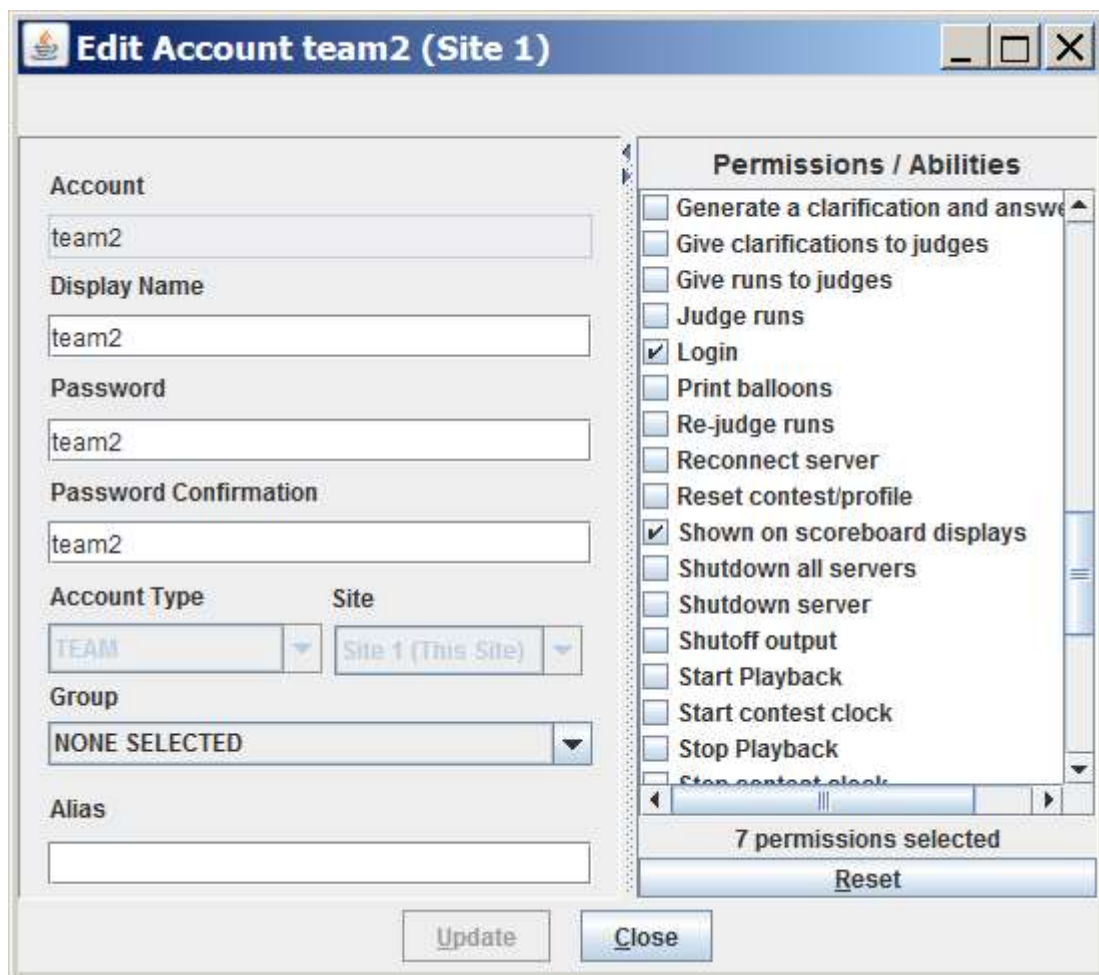 Edit Account team2 (Site 1)
Account
team2
Display Name
team2
Password
team2
Password Confirmation
team2
Account Type Site
TEAM Site 1 (This Site)
Group
NONE SELECTED
Alias
Permissions / Abilities
Generate a clarification and answe
Give clarifications to judges
Give runs to judges
Judge runs
Login
Print balloons
Re-judge runs
Reconnect server
Reset contest/profile
Shown on scoreboard displays
Shutdown all servers
Shutdown server
Shutoff output
Start Playback
Start contest clock
Stop Playback
Stop contest clock
7 permissions selected
Reset
Update Close